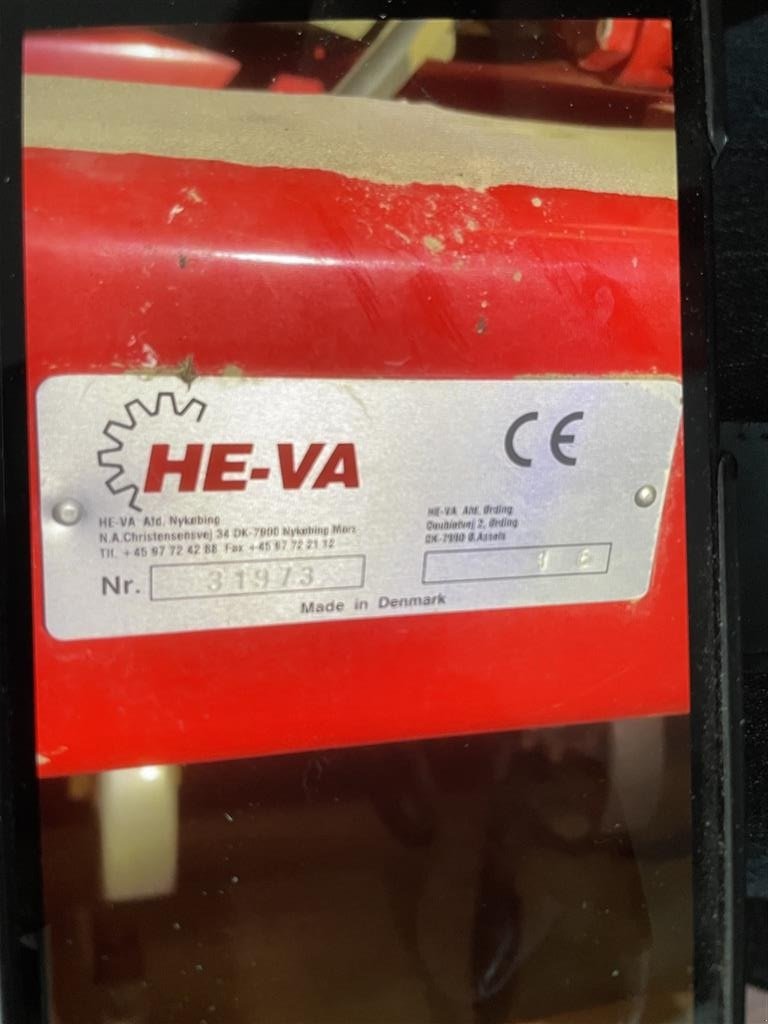 HE-VA
CE
HE-VA Afd. Nykøbing
N.A.Christensensvej 34 DK-7900 Nykøbing Mors
Tlf. +45 97 72 42 88 Fax +45 97 72 21 12
Nr. 31973
HE-VA Afd. Ørding
2, Ørding
DK-7990 Ø.Assels
16
Made in Denmark